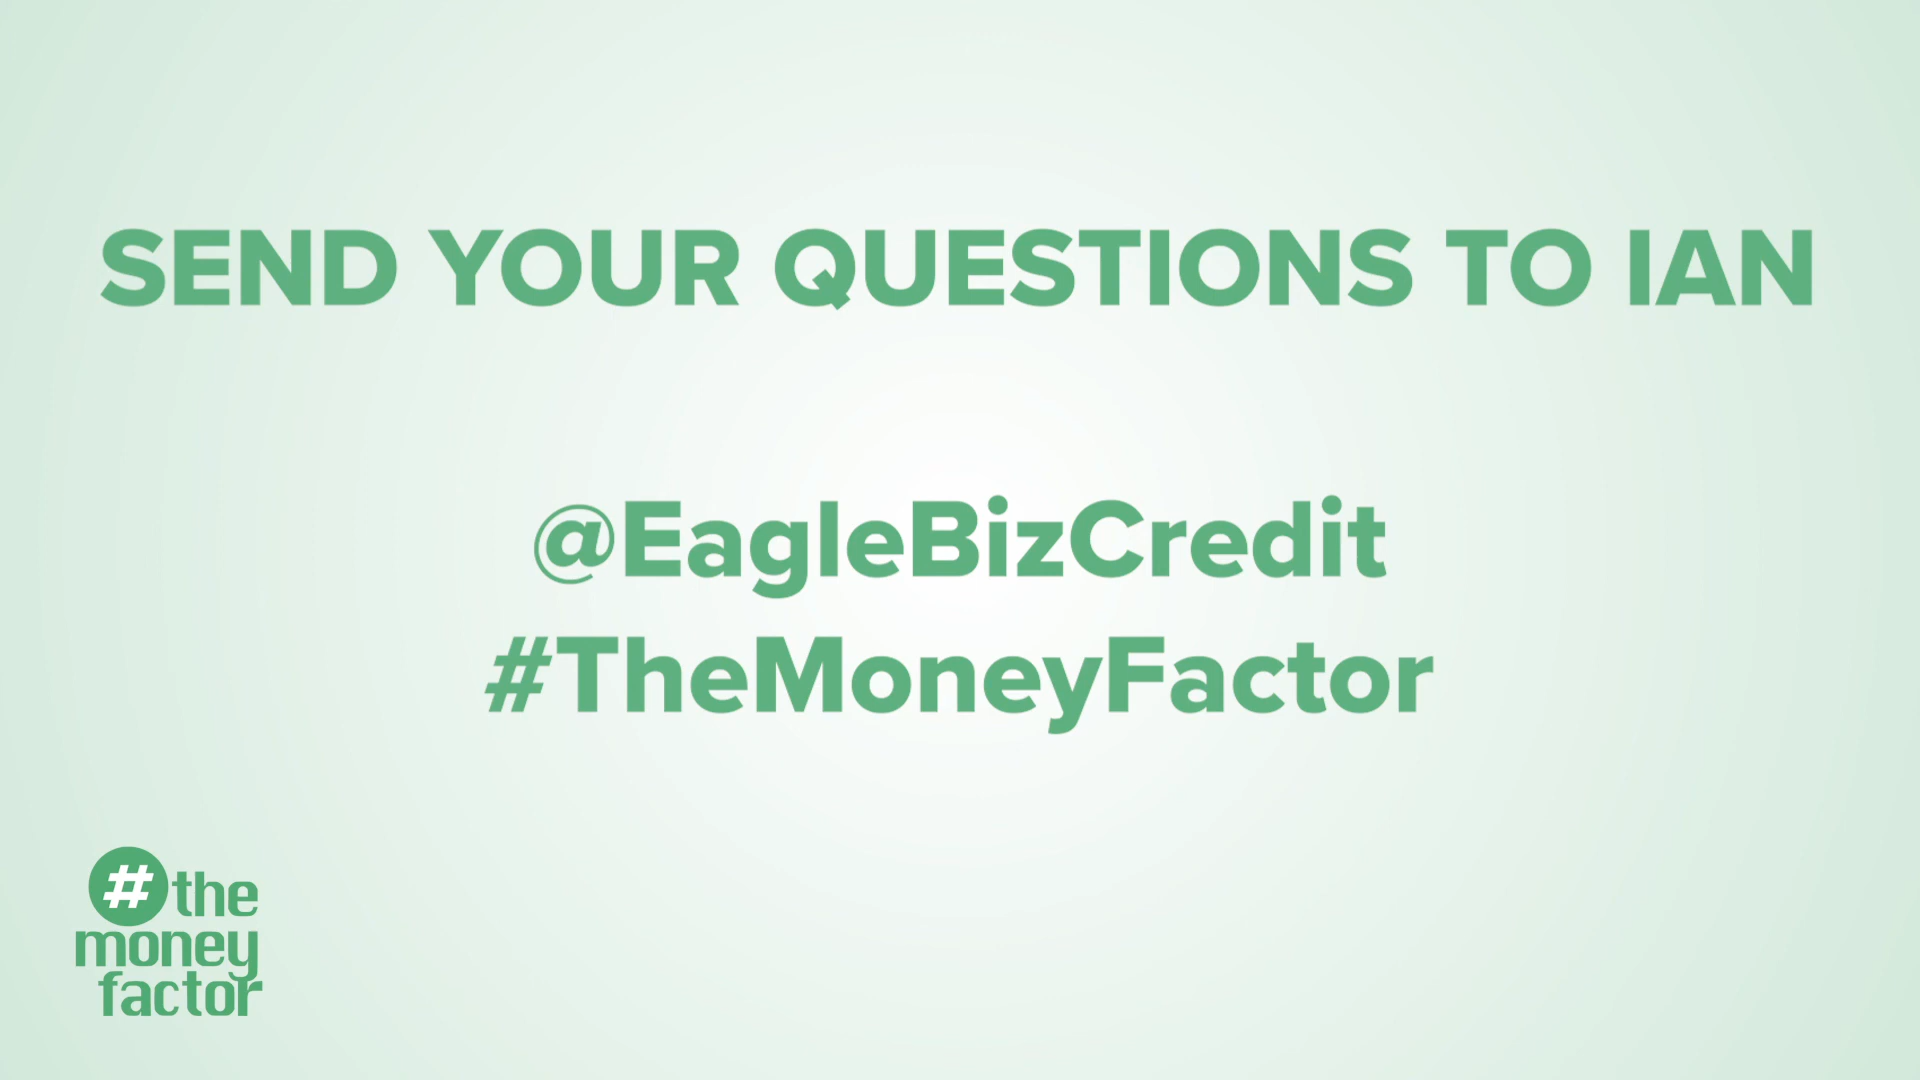 SEND YOUR QUESTIONS TO IAN
@EagleBizCredit
#TheMoneyFactor
#the
money
factor